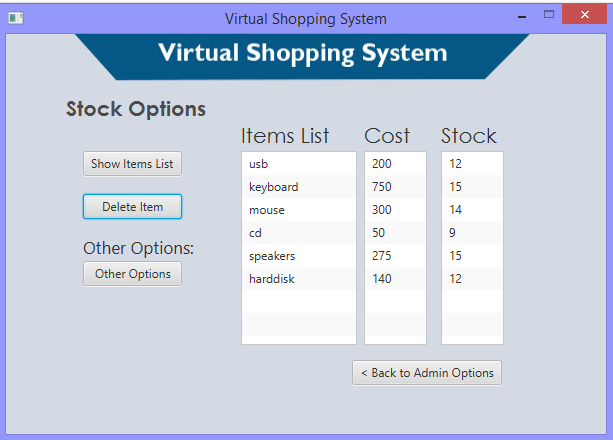 Virtual Shopping System
Virtual Shopping System
Stock Options
Items List Cost Stock
Show Items List
Delete Item
Other Options:
Other Options
usb 200 12
keyboard 750 15
mouse 300 14
cd 50 9
speakers 275 15
harddisk 140 12
< Back to Admin Options